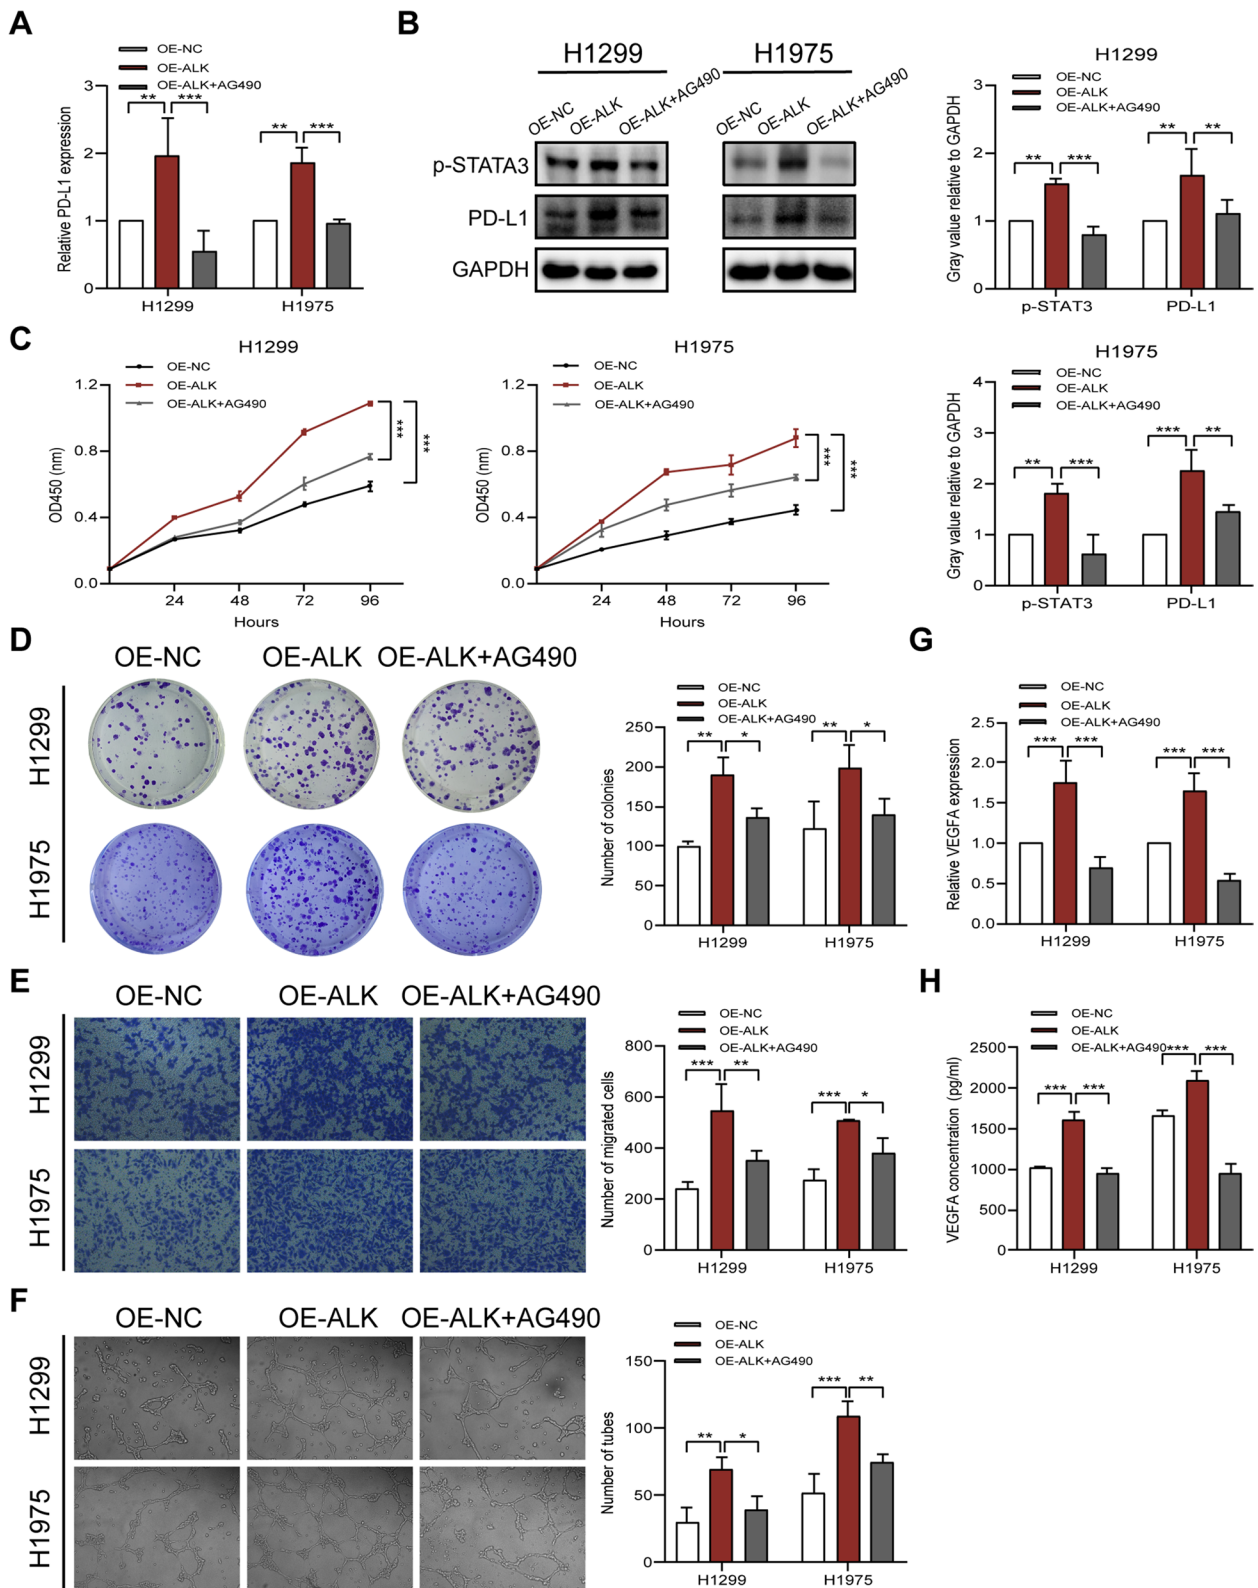 A
OE-NC
OE-ALK
OE-ALK+AG490
Relative PD-L1 expression
3
2
1
0
** ***
** ***
H1299 H1975
B
H1299 H1975
OE-NC OE-ALK OE-ALK+AG490 OE-NC OE-ALK OE-ALK+AG490
p-STATA3
PD-L1
GAPDH
H1299
OE-NC
OE-ALK
OE-ALK+AG490
Gray value relative to GAPDH
3
2
1
0
** ***
** **
p-STAT3 PD-L1
H1975
OE-NC
OE-ALK
OE-ALK+AG490
Gray value relative to GAPDH
4
3
2
1
0
** ***
*** **
p-STAT3 PD-L1
C
H1299
OE-NC
OE-ALK
OE-ALK+AG490
OD450 (nm)
1.2
0.8
0.4
0.0
***
***
24 48 72 96
Hours
H1975
OE-NC
OE-ALK
OE-ALK+AG490
OD450 (nm)
1.2
0.8
0.4
0.0
***
***
24 48 72 96
Hours
D
OE-NC OE-ALK OE-ALK+AG490
H1299
H1975
OE-NC
OE-ALK
OE-ALK+AG490
Number of colonies
250
200
150
100
50
0
** *
** *
H1299 H1975
G
OE-NC
OE-ALK
OE-ALK+AG490
Relative VEGFA expression
2.5
2.0
1.5
1.0
0.5
0.0
*** ***
*** ***
H1299 H1975
E
OE-NC OE-ALK OE-ALK+AG490
H1299
H1975
OE-NC
OE-ALK
OE-ALK+AG490
Number of migrated cells
800
600
400
200
0
*** **
*** *
H1299 H1975
H
OE-NC
OE-ALK
OE-ALK+AG490
VEGFA concentration (pg/ml)
2500
2000
1500
1000
500
0
*** ***
*** ***
H1299 H1975
F
OE-NC OE-ALK OE-ALK+AG490
H1299
H1975
OE-NC
OE-ALK
OE-ALK+AG490
Number of tubes
150
100
50
0
** *
*** **
H1299 H1975